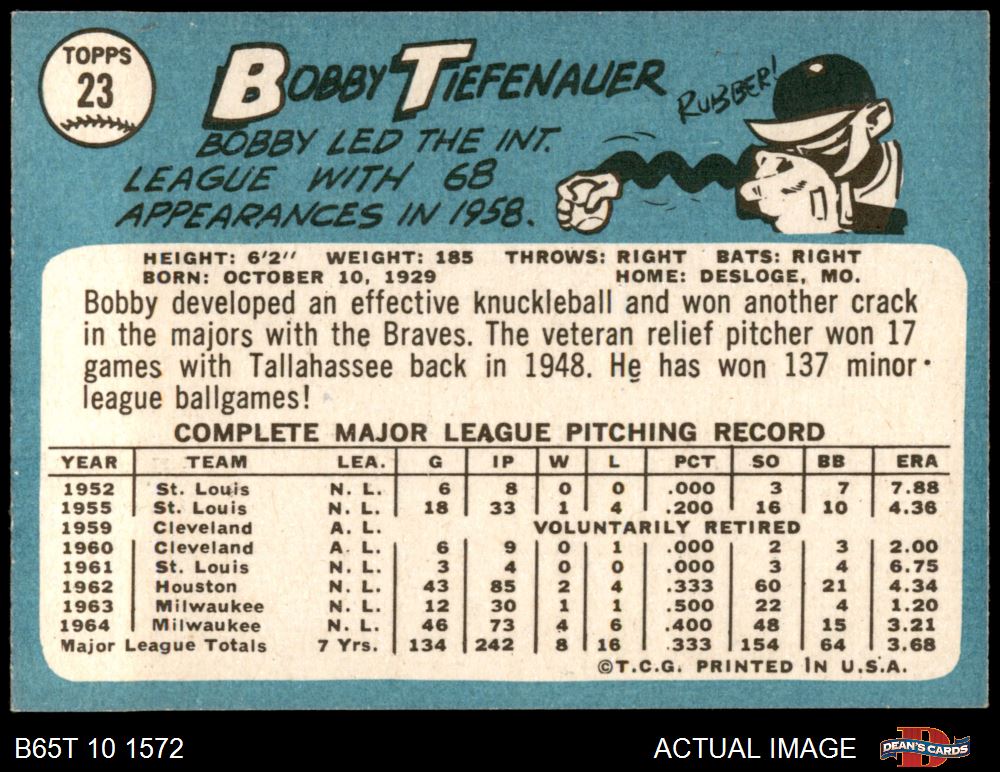 TOPPS
23
BOBBY TIEFENAUER
RUBBER!
BOBBY LED THE INT.
LEAGUE WITH 68
APPEARANCES IN 1958.
HEIGHT: 6'2" WEIGHT: 185 THROWS: RIGHT BATS: RIGHT
BORN: OCTOBER 10, 1929 HOME: DESLOGE, MO.
Bobby developed an effective knuckleball and won another crack
in the majors with the Braves. The veteran relief pitcher won 17
games with Tallahassee back in 1948. He has won 137 minor-
league ballgames!
COMPLETE MAJOR LEAGUE PITCHING RECORD
YEAR TEAM LEA. G IP W L PCT SO BB ERA
1952 St. Louis N. L. 6 8 0 0 .000 3 7 7.88
1955 St. Louis N. L. 18 33 1 4 .200 16 10 4.36
1959 Cleveland A. L. VOLUNTARILY RETIRED
1960 Cleveland A. L. 6 9 0 1 .000 2 3 2.00
1961 St. Louis N. L. 3 4 0 0 .000 3 4 6.75
1962 Houston N. L. 43 85 2 4 .333 60 21 4.34
1963 Milwaukee N. L. 12 30 1 1 .500 22 4 1.20
1964 Milwaukee N. L. 46 73 4 6 .400 48 15 3.21
Major League Totals 7 Yrs. 134 242 8 16 .333 154 64 3.68
©T.C.G. PRINTED IN U.S.A.
B65T 10 1572 ACTUAL IMAGE DEAN'S CARDS